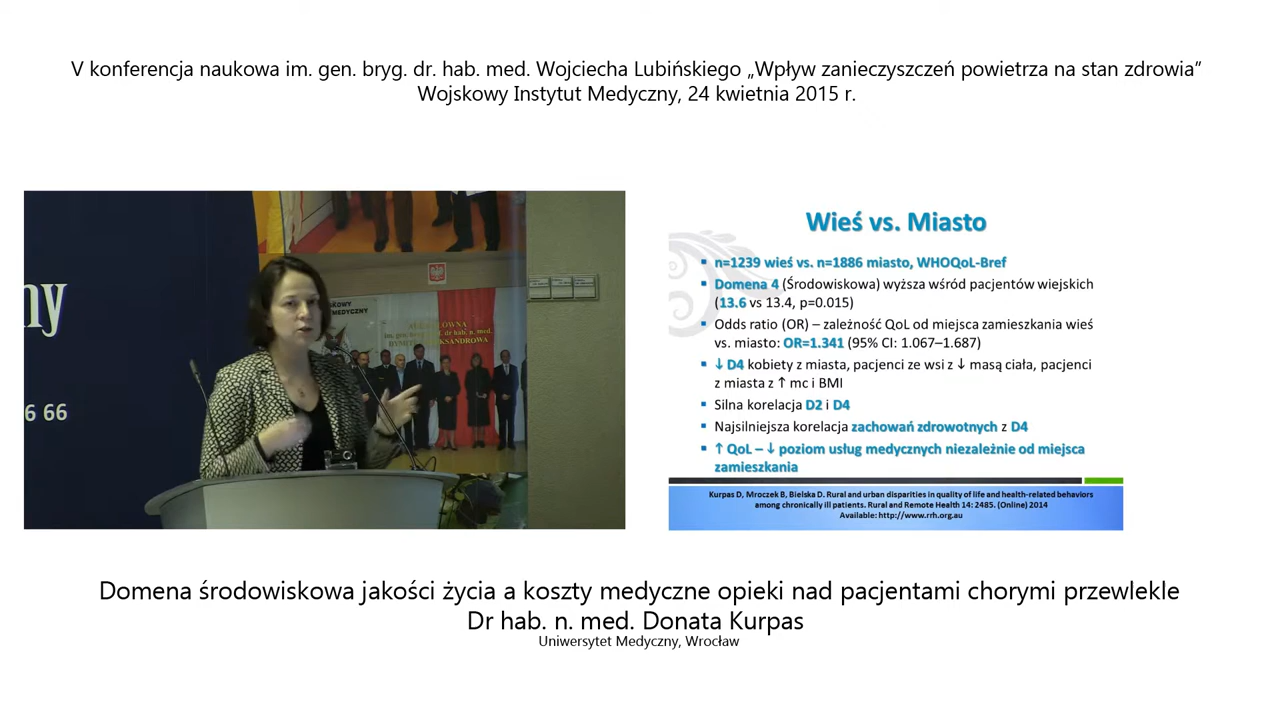 V konferencja naukowa im. gen. bryg. dr. hab. med. Wojciecha Lubińskiego „Wpływ zanieczyszczeń powietrza na stan zdrowia”
Wojskowy Instytut Medyczny, 24 kwietnia 2015 r.
ny
6 66
Wieś vs. Miasto
n=1239 wieś vs. n=1886 miasto, WHOQoL-Bref
Domena 4 (Środowiskowa) wyższa wśród pacjentów wiejskich
(13.6 vs 13.4, p=0.015)
Odds ratio (OR) – zależność QoL od miejsca zamieszkania wieś
vs. miasto: OR=1.341 (95% CI: 1.067–1.687)
↓ D4 kobiety z miasta, pacjenci ze wsi z ↓ masą ciała, pacjenci
z miasta z ↑ mc i BMI
Silna korelacja D2 i D4
Najsilniejsza korelacja zachowań zdrowotnych z D4
↑ QoL – ↓ poziom usług medycznych niezależnie od miejsca
zamieszkania
Kurpas D, Mroczek B, Bielska D. Rural and urban disparities in quality of life and health-related behaviors
among chronically ill patients. Rural and Remote Health 14: 2485. (Online) 2014
Available: http://www.rrh.org.au
Domena środowiskowa jakości życia a koszty medyczne opieki nad pacjentami chorymi przewlekle
Dr hab. n. med. Donata Kurpas
Uniwersytet Medyczny, Wrocław